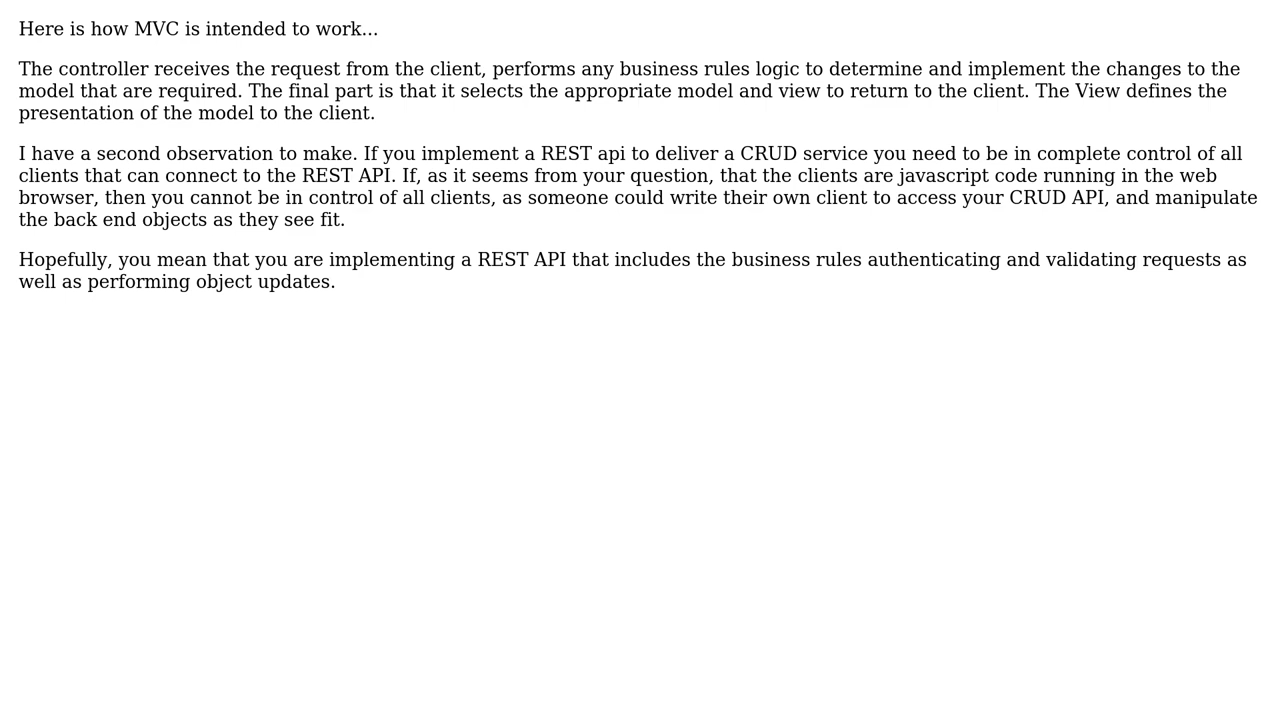 Here is how MVC is intended to work...
The controller receives the request from the client, performs any business rules logic to determine and implement the changes to the
model that are required. The final part is that it selects the appropriate model and view to return to the client. The View defines the
presentation of the model to the client.
I have a second observation to make. If you implement a REST api to deliver a CRUD service you need to be in complete control of all
clients that can connect to the REST API. If, as it seems from your question, that the clients are javascript code running in the web
browser, then you cannot be in control of all clients, as someone could write their own client to access your CRUD API, and manipulate
the back end objects as they see fit.
Hopefully, you mean that you are implementing a REST API that includes the business rules authenticating and validating requests as
well as performing object updates.